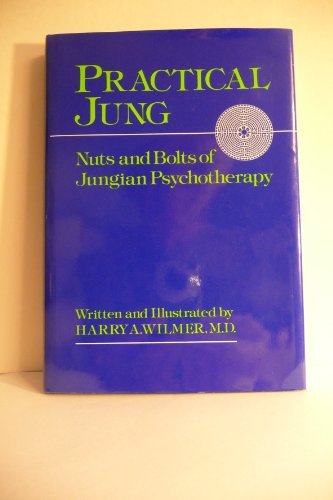 PRACTICAL
JUNG
Nuts and Bolts of
Jungian Psychotherapy
Written and Illustrated by
HARRY A. WILMER, M.D.